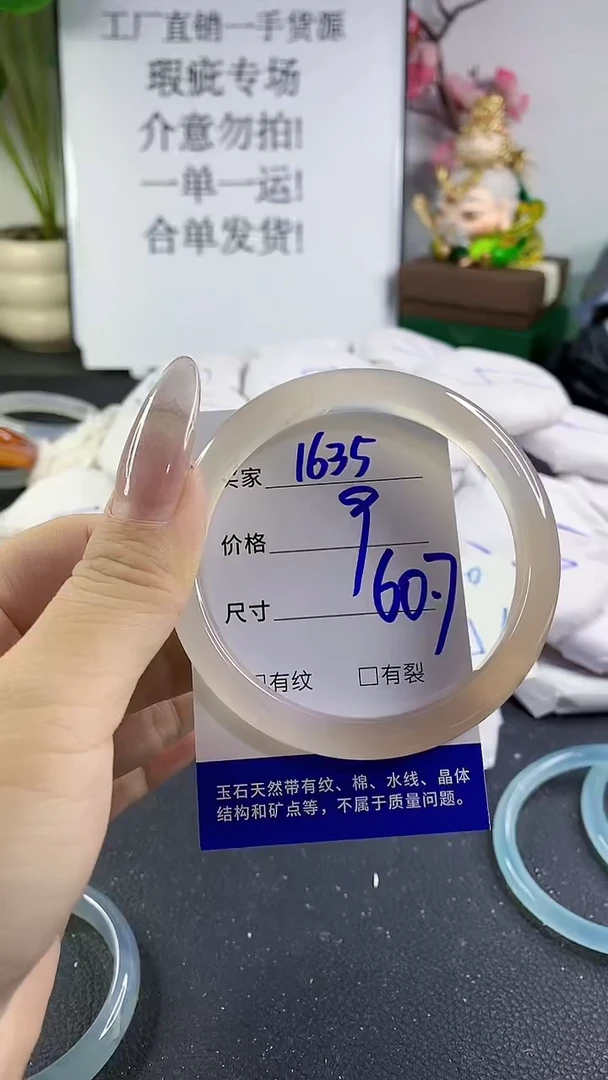 工厂直销一手货源
瑕疵专场
介意勿拍!
一单一运!
合单发货!
买家 1635
价格 9
尺寸 60.7
□有纹 □有裂
玉石天然带有纹、棉、水线、晶体
结构和矿点等，不属于质量问题。